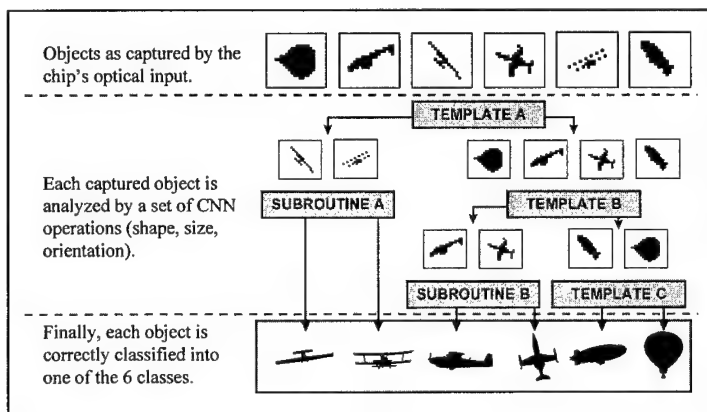 Objects as captured by the
chip's optical input.
TEMPLATE A
Each captured object is
analyzed by a set of CNN
operations (shape, size,
orientation).
SUBROUTINE A
TEMPLATE B
SUBROUTINE B
TEMPLATE C
Finally, each object is
correctly classified into
one of the 6 classes.